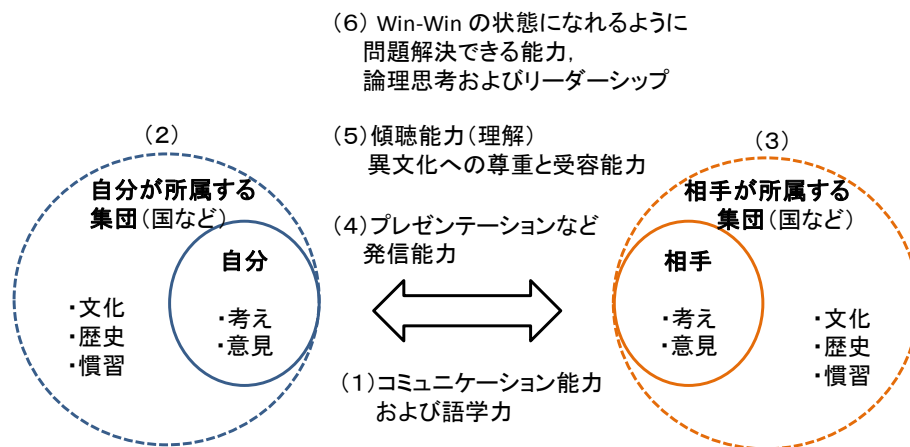 (６) Win-Win の状態になれるように
問題解決できる能力，
論理思考およびリーダーシップ
(２)
自分が所属する
集団(国など)
自分
・考え
・意見
・文化
・歴史
・慣習
(５)傾聴能力(理解)
異文化への尊重と受容能力
(４)プレゼンテーションなど
発信能力
(１)コミュニケーション能力
および語学力
(３)
相手が所属する
集団(国など)
相手
・考え
・意見
・文化
・歴史
・慣習